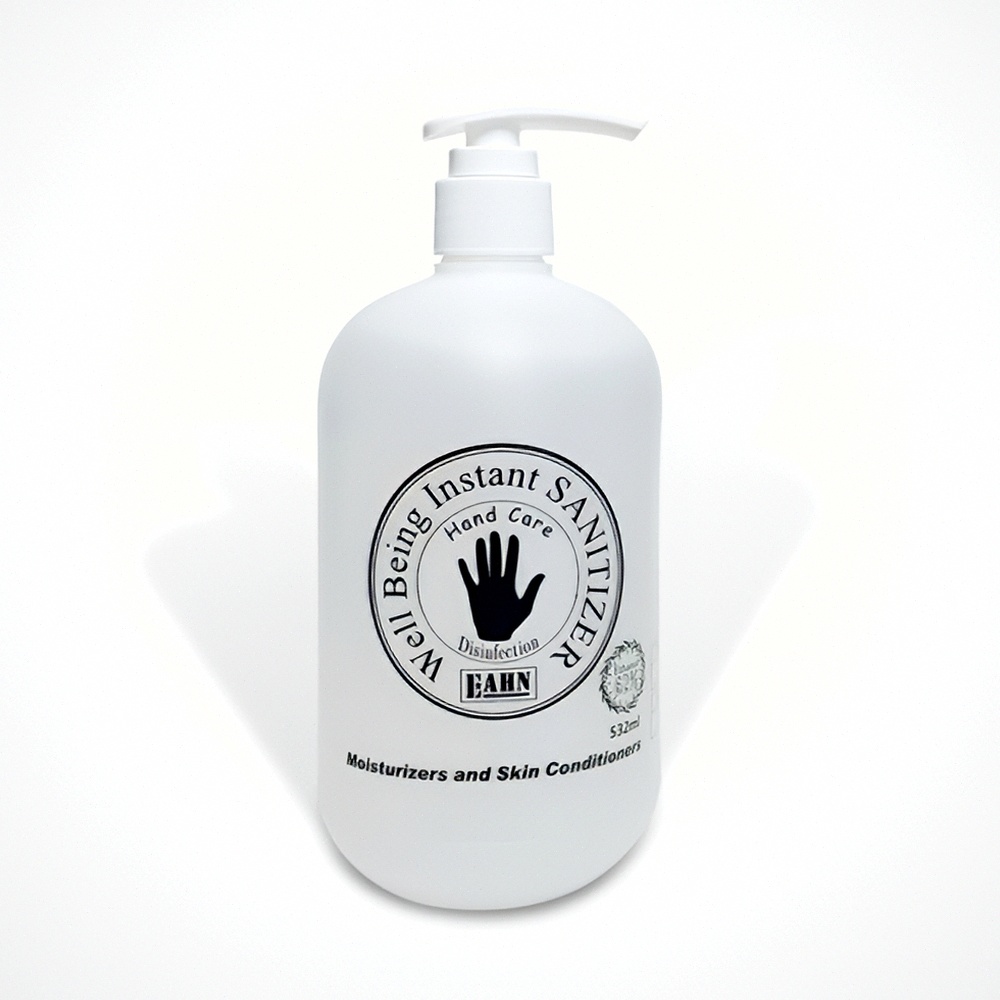 Well Being Instant SANITIZER
Hand Care
Disinfection
EAHN
532ml
Moisturizers and Skin Conditioners